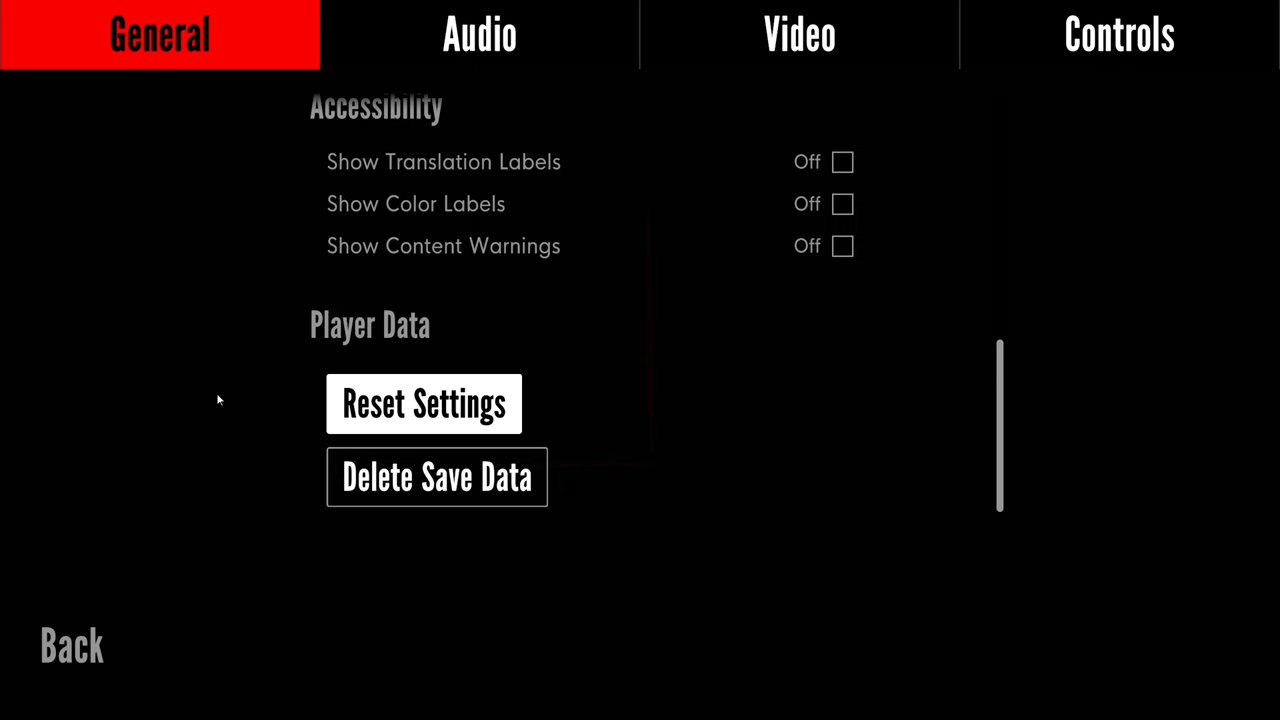 General
Audio
Video
Controls
Accessibility
Show Translation Labels Off
Show Color Labels Off
Show Content Warnings Off
Player Data
Reset Settings
Delete Save Data
Back